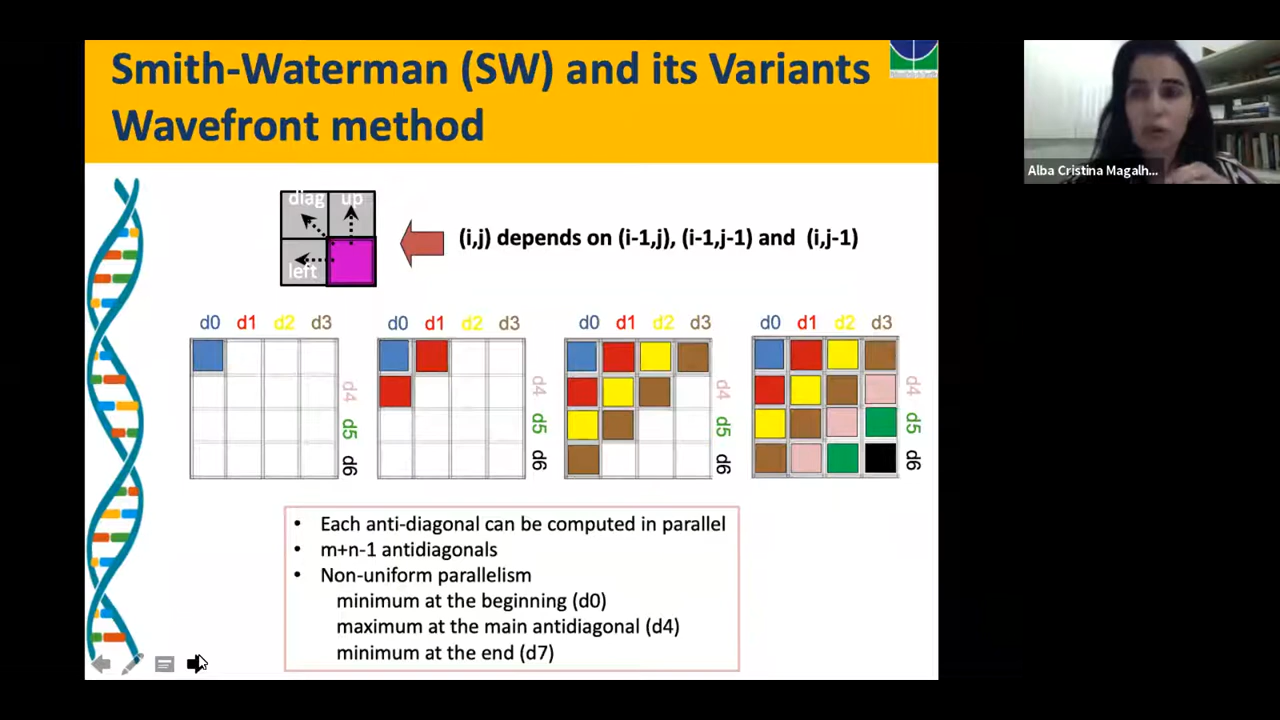 Smith-Waterman (SW) and its Variants
Wavefront method
Alba Cristina Magalh...
diag up
left
(i,j) depends on (i-1,j), (i-1,j-1) and (i,j-1)
d0 d1 d2 d3
d4
d5
d6
d0 d1 d2 d3
d4
d5
d6
d0 d1 d2 d3
d4
d5
d6
d0 d1 d2 d3
d4
d5
d6
• Each anti-diagonal can be computed in parallel
• m+n-1 antidiagonals
• Non-uniform parallelism
minimum at the beginning (d0)
maximum at the main antidiagonal (d4)
minimum at the end (d7)